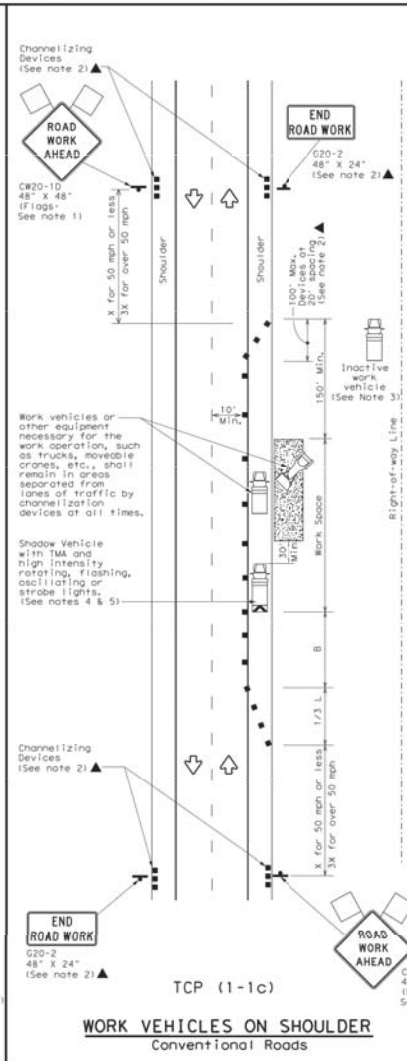 Channelizing
Devices
(See note 2)▲
ROAD
WORK
AHEAD
CW20-1D
48" X 48"
(Flags-
See note 1)
X for 50 mph or less
3X for over 50 mph
Shoulder
Shoulder
END
ROAD WORK
G20-2
48" X 24"
(See note 2)▲
100' Max.
Devices at
20' spacing
(See note 2)▲
150' Min.
Inactive
work
vehicle
(See Note 3)
Right-of-way Line
10'
Min.
Work vehicles or
other equipment
necessary for the
work operation, such
as trucks, moveable
cranes, etc., shall
remain in areas
separated from
lanes of traffic by
channelization
devices at all times.
Work Space
30'
Min.
Shadow Vehicle
with TMA and
high intensity
rotating, flashing,
oscillating or
strobe lights.
(See notes 4 & 5)
B
1/3 L
Channelizing
Devices
(See note 2)▲
X for 50 mph or less
3X for over 50 mph
END
ROAD WORK
G20-2
48" X 24"
(See note 2)▲
ROAD
WORK
AHEAD
TCP (1-1c)
WORK VEHICLES ON SHOULDER
Conventional Roads